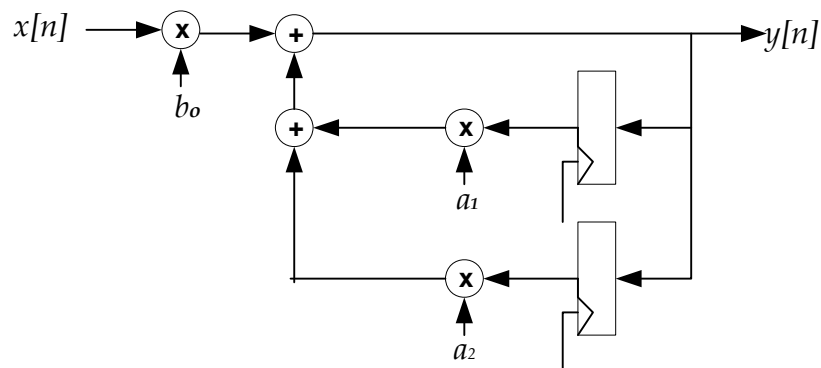 x[n]
x
+
y[n]
b₀
+
x
a₁
x
a₂